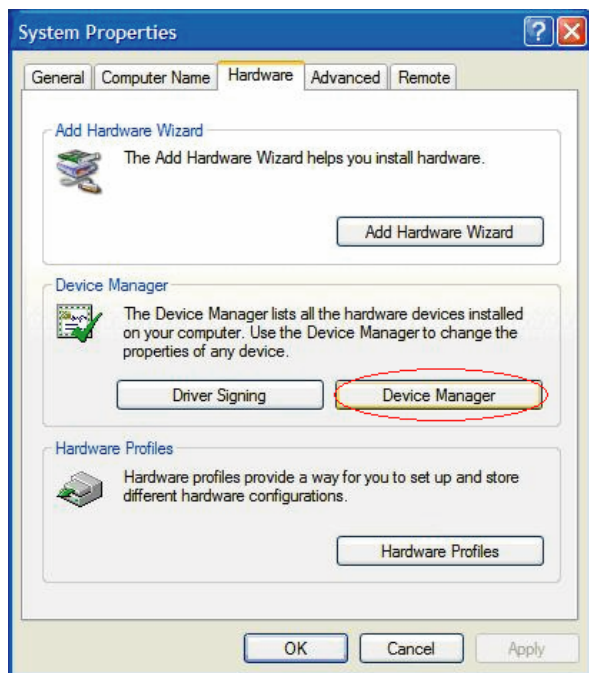 System Properties
General Computer Name Hardware Advanced Remote
Add Hardware Wizard
The Add Hardware Wizard helps you install hardware.
Add Hardware Wizard
Device Manager
The Device Manager lists all the hardware devices installed
on your computer. Use the Device Manager to change the
properties of any device.
Driver Signing Device Manager
Hardware Profiles
Hardware profiles provide a way for you to set up and store
different hardware configurations.
Hardware Profiles
OK Cancel Apply